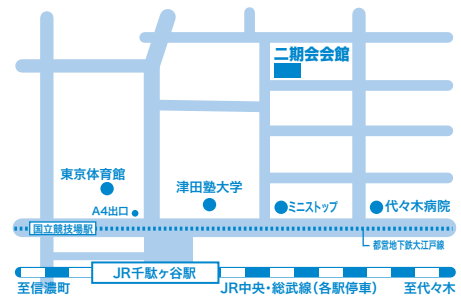 二期会会館
東京体育館
津田塾大学
A4出口
ミニストップ
代々木病院
国立競技場駅
都営地下鉄大江戸線
JR千駄ヶ谷駅
至信濃町
JR中央・総武線（各駅停車）
至代々木